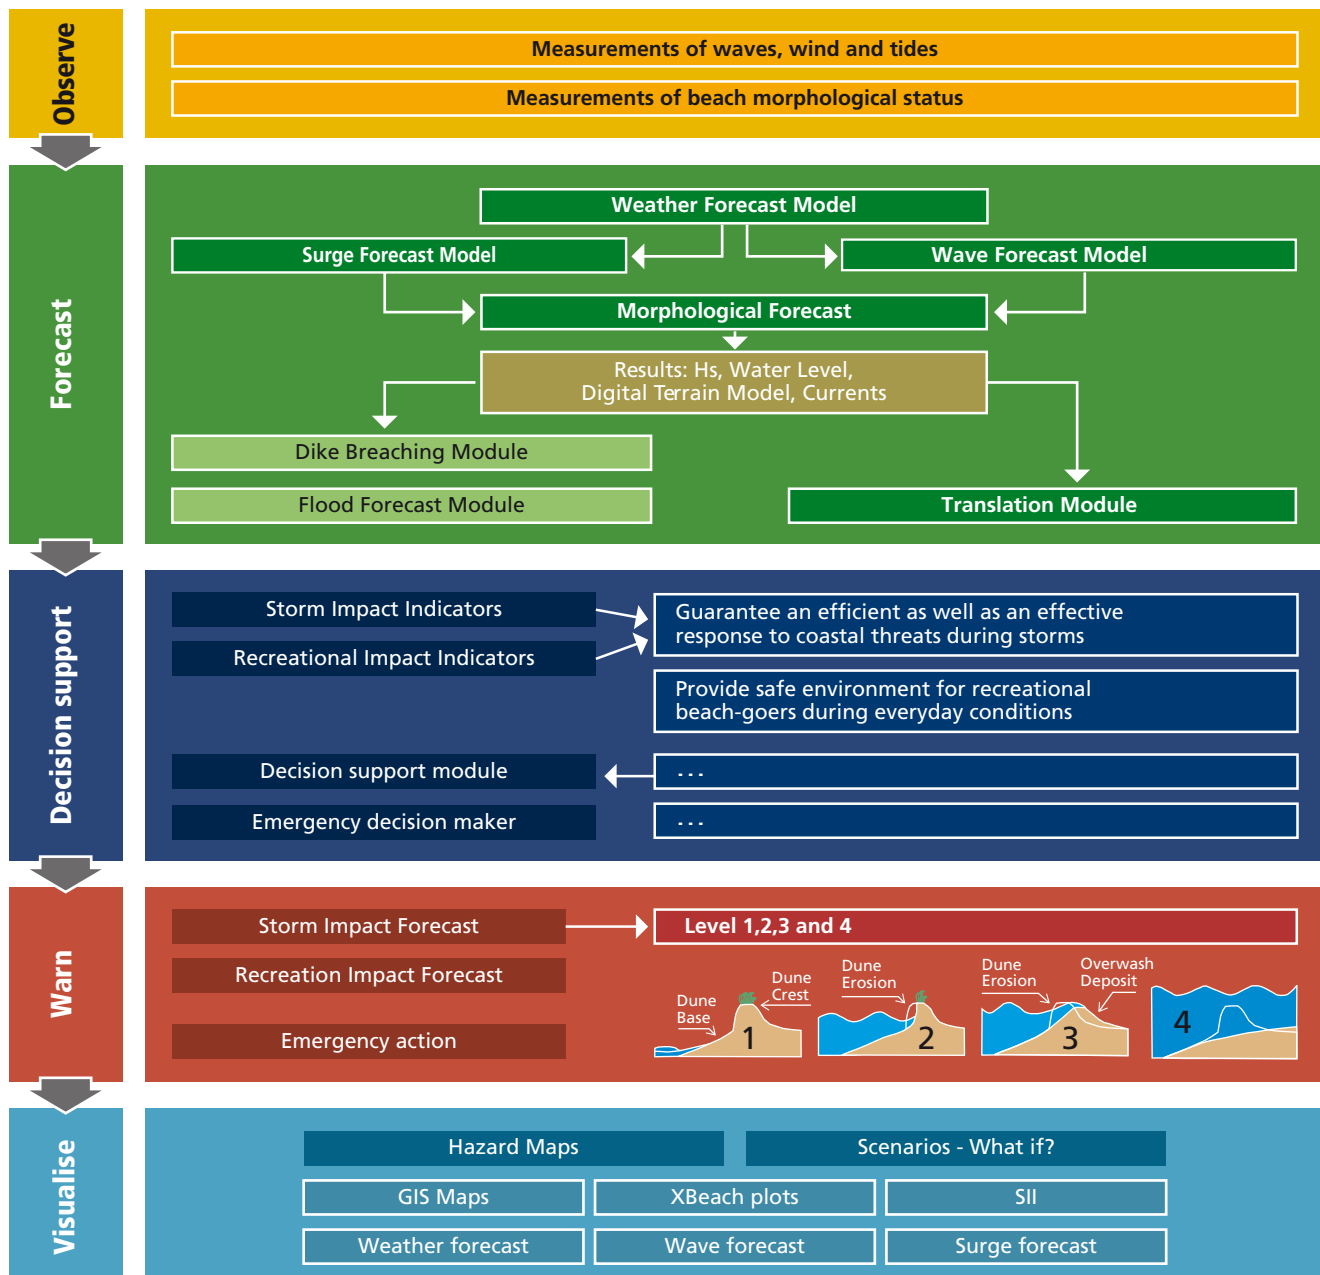 Observe
Measurements of waves, wind and tides
Measurements of beach morphological status
Forecast
Weather Forecast Model
Surge Forecast Model
Wave Forecast Model
Morphological Forecast
Results: Hs, Water Level,
Digital Terrain Model, Currents
Dike Breaching Module
Flood Forecast Module
Translation Module
Decision support
Storm Impact Indicators
Recreational Impact Indicators
Guarantee an efficient as well as an effective
response to coastal threats during storms
Provide safe environment for recreational
beach-goers during everyday conditions
Decision support module
...
Emergency decision maker
...
Warn
Storm Impact Forecast
Level 1,2,3 and 4
Recreation Impact Forecast
Emergency action
Dune
Base
Dune
Crest
1
Dune
Erosion
2
Dune
Erosion
Overwash
Deposit
3
4
Visualise
Hazard Maps
Scenarios - What if?
GIS Maps
XBeach plots
SII
Weather forecast
Wave forecast
Surge forecast